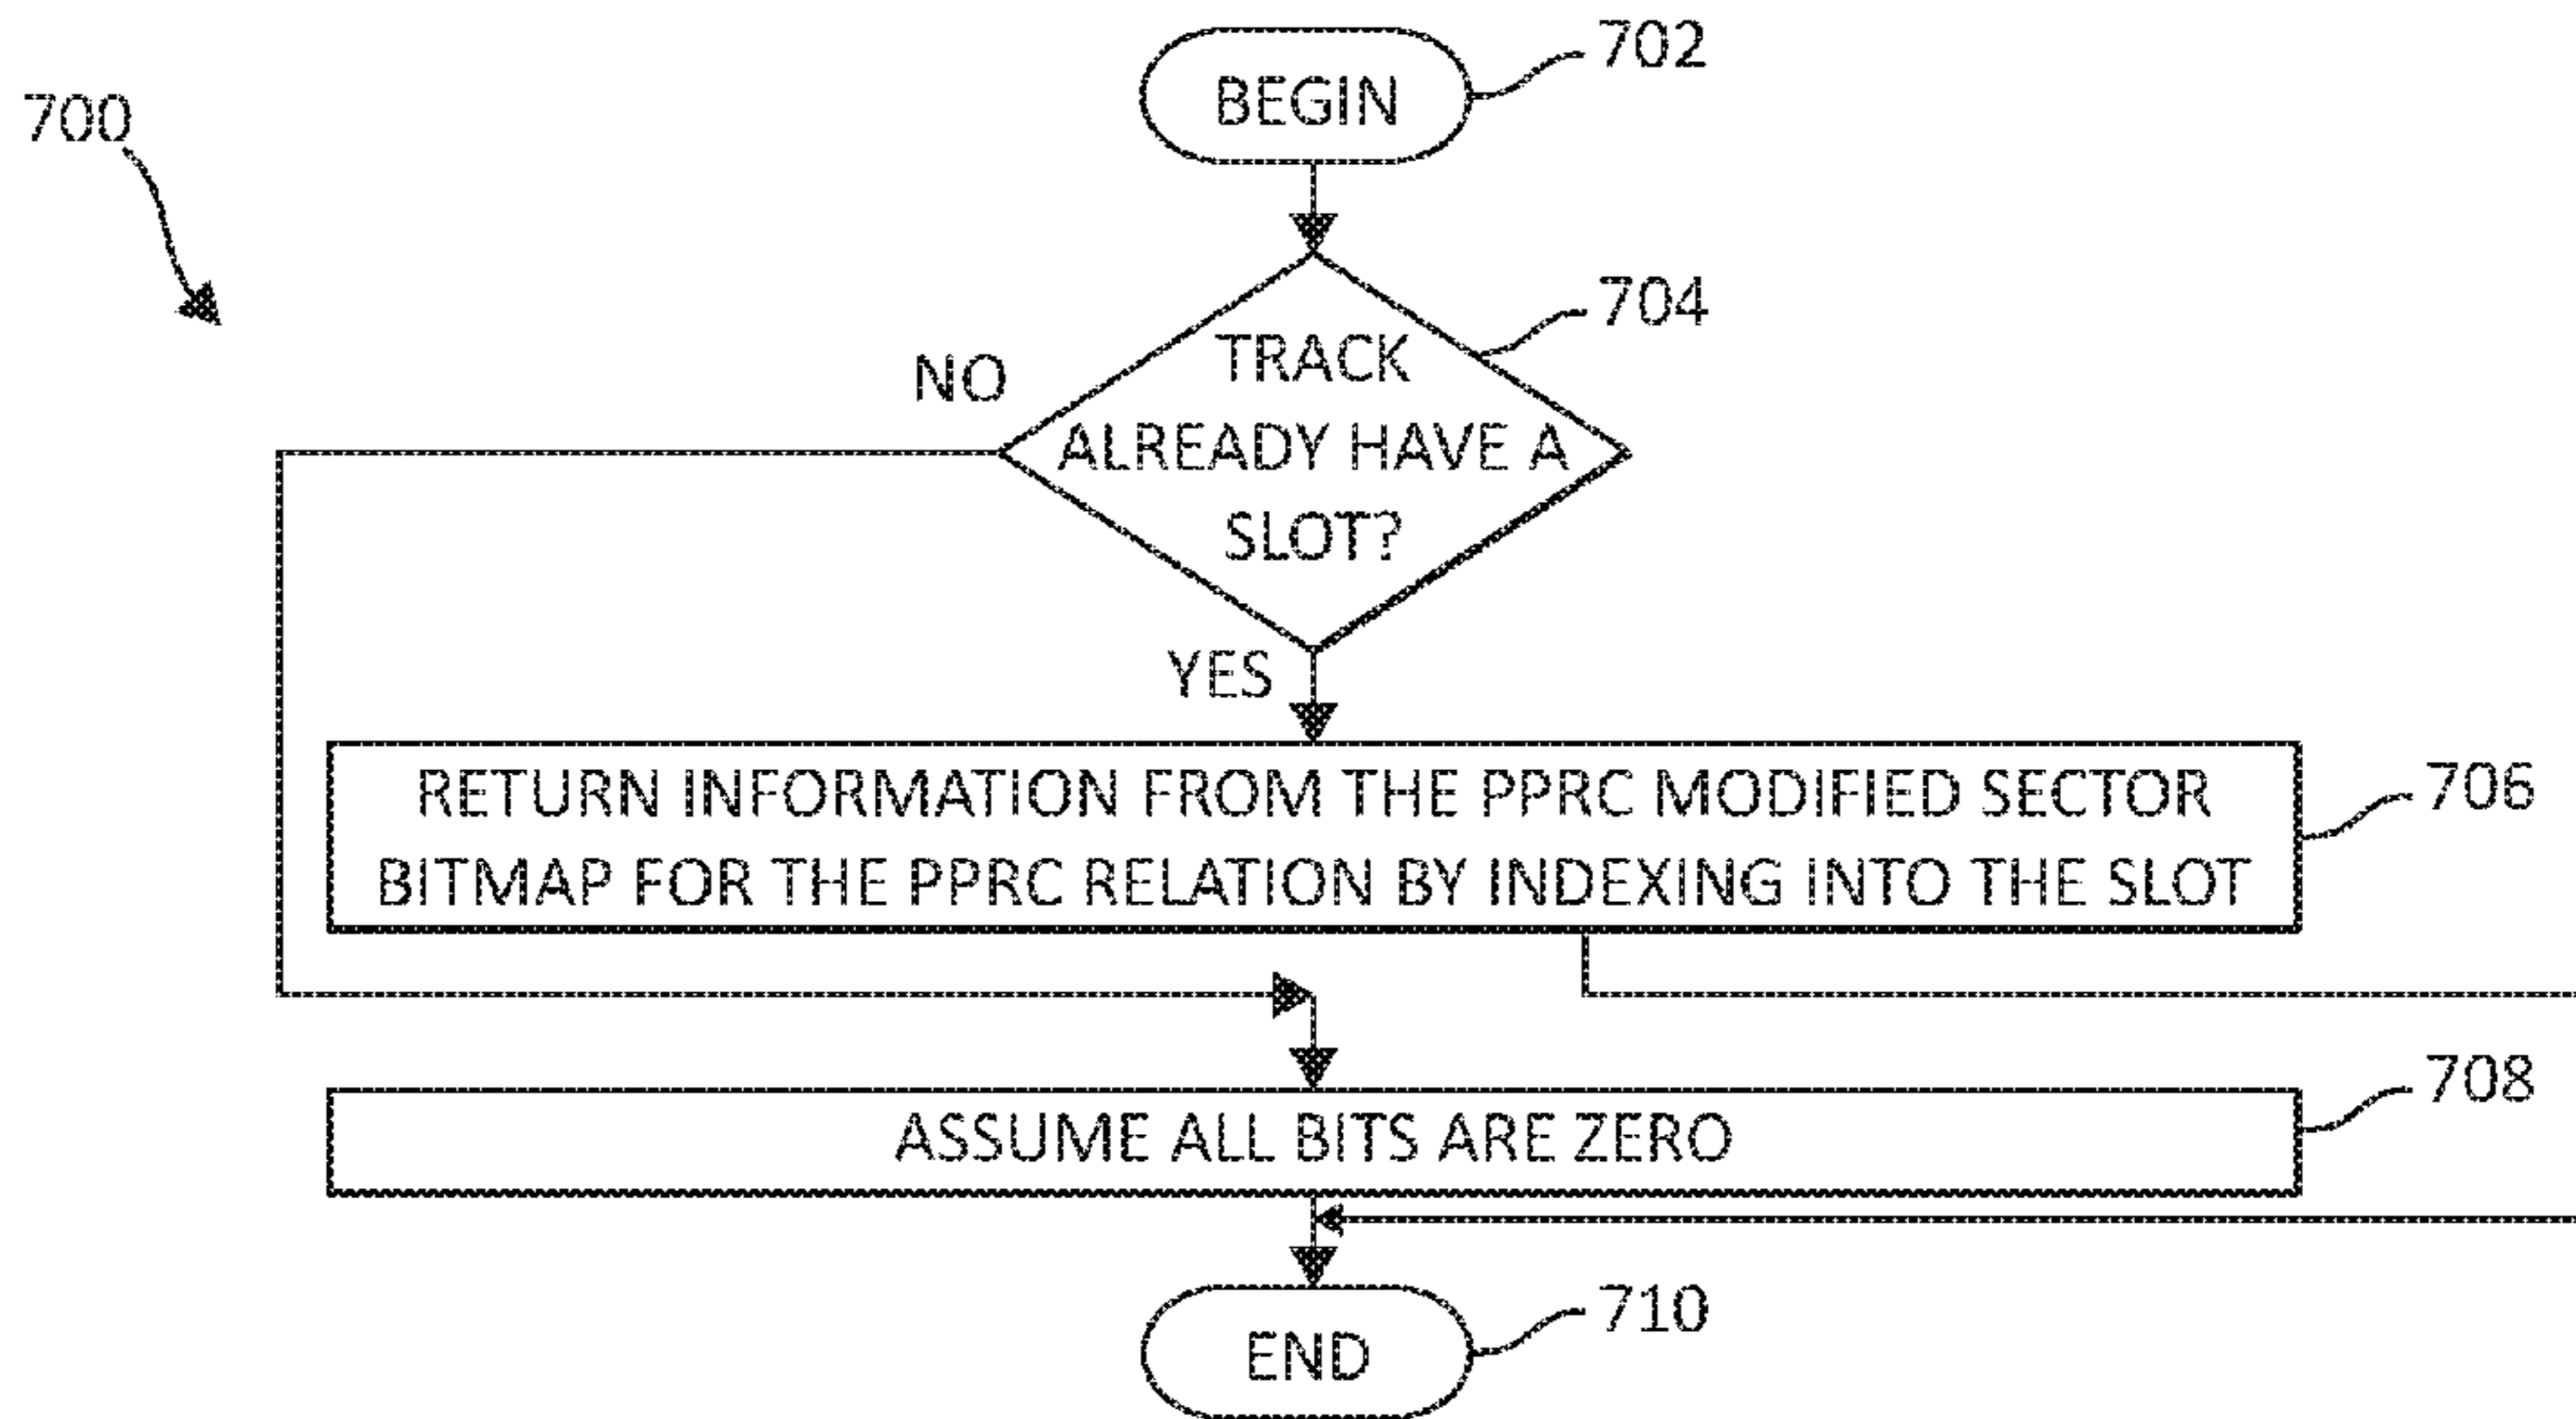 702
BEGIN
700
704
NO
TRACK
ALREADY HAVE A
SLOT?
YES
706
RETURN INFORMATION FROM THE PPRC MODIFIED SECTOR
BITMAP FOR THE PPRC RELATION BY INDEXING INTO THE SLOT
708
ASSUME ALL BITS ARE ZERO
710
END